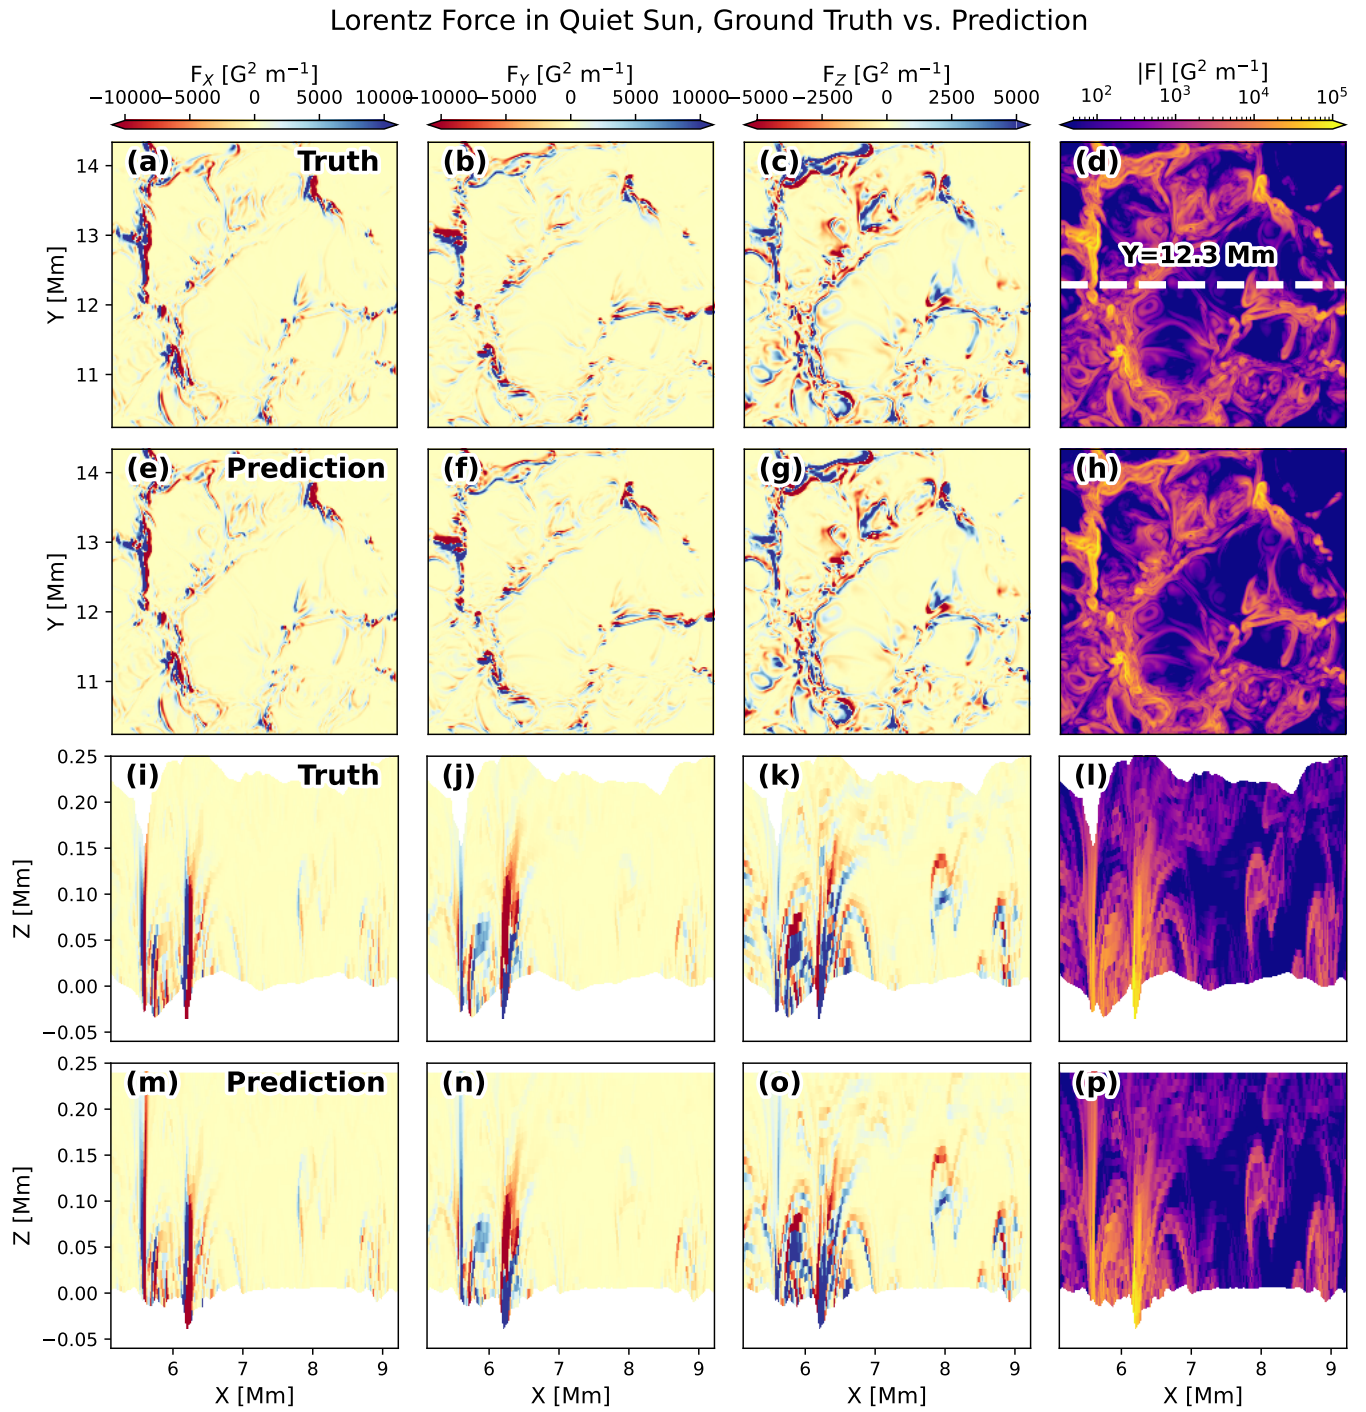 Lorentz Force in Quiet Sun, Ground Truth vs. Prediction
F_X [G² m⁻¹] F_Y [G² m⁻¹] F_Z [G² m⁻¹] |F| [G² m⁻¹]
−10000 −5000 0 5000 10000 −10000 −5000 0 5000 10000 −5000 −2500 0 2500 5000 10² 10³ 10⁴ 10⁵
(a) Truth (b) (c) (d)
14
13
12
11
Y [Mm]
Y=12.3 Mm
(e) Prediction (f) (g) (h)
14
13
12
11
Y [Mm]
(i) Truth (j) (k) (l)
0.25
0.20
0.15
0.10
0.05
0.00
−0.05
Z [Mm]
(m) Prediction (n) (o) (p)
0.25
0.20
0.15
0.10
0.05
0.00
−0.05
Z [Mm]
6 7 8 9 6 7 8 9 6 7 8 9 6 7 8 9
X [Mm] X [Mm] X [Mm] X [Mm]